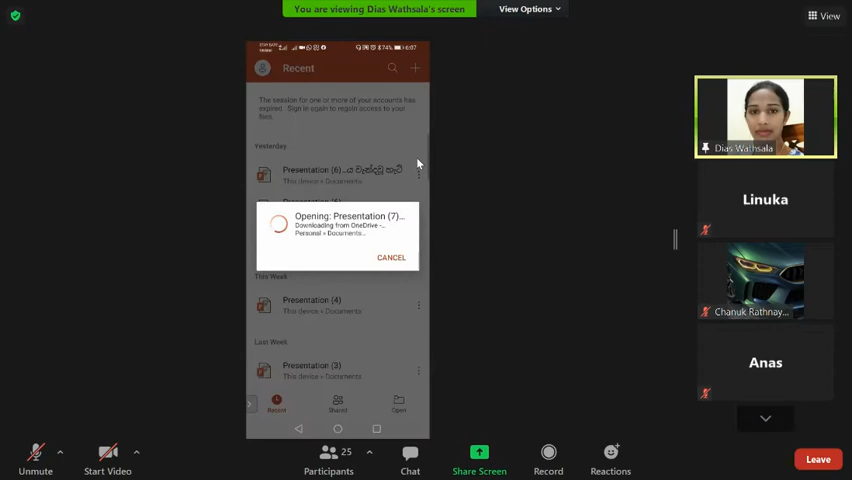 You are viewing Dias Wathsala's screen
View Options
View
74% 6:07
Recent
The session for one or more of your accounts has
expired. Sign in again to regain access to your
files.
Yesterday
Presentation (6)...ය වැන්දඹු හැටි
This device » Documents
Opening: Presentation (7)...
Downloading from OneDrive -...
Personal » Documents...
CANCEL
This Week
Presentation (4)
This device » Documents
Last Week
Presentation (3)
This device » Documents
Recent
Shared
Open
Dias Wathsala
Linuka
Chanuk Rathnay...
Anas
Unmute
Start Video
25
Participants
Chat
Share Screen
Record
Reactions
Leave